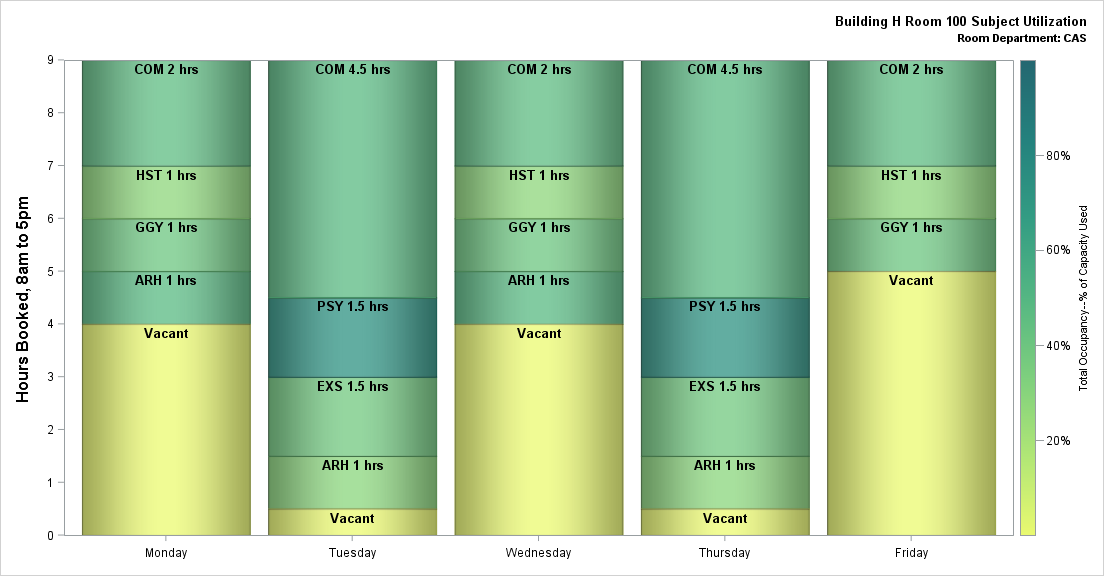 Building H Room 100 Subject Utilization
Room Department: CAS
Hours Booked, 8am to 5pm
9
8
7
6
5
4
3
2
1
0
COM 2 hrs
HST 1 hrs
GGY 1 hrs
ARH 1 hrs
Vacant
Monday
COM 4.5 hrs
PSY 1.5 hrs
EXS 1.5 hrs
ARH 1 hrs
Vacant
Tuesday
COM 2 hrs
HST 1 hrs
GGY 1 hrs
ARH 1 hrs
Vacant
Wednesday
COM 4.5 hrs
PSY 1.5 hrs
EXS 1.5 hrs
ARH 1 hrs
Vacant
Thursday
COM 2 hrs
HST 1 hrs
GGY 1 hrs
Vacant
Friday
80%
60%
40%
20%
Total Occupancy--% of Capacity Used